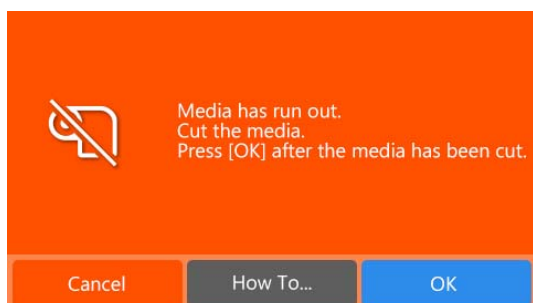 Media has run out.
Cut the media.
Press [OK] after the media has been cut.
Cancel
How To...
OK